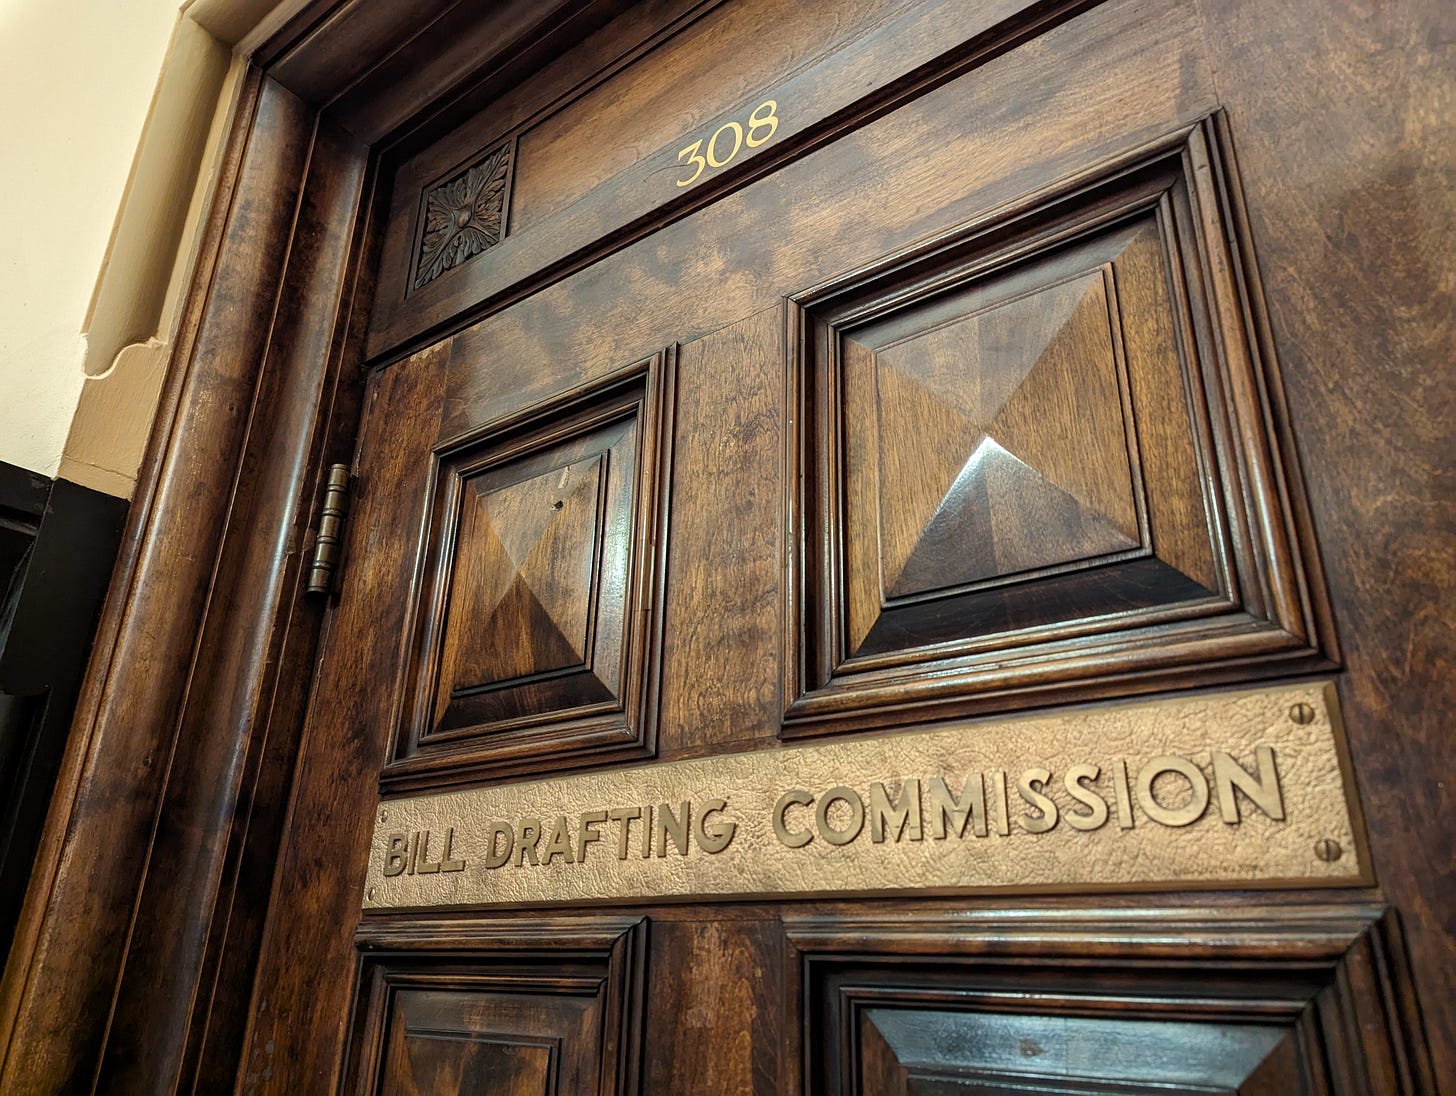 308
BILL DRAFTING COMMISSION